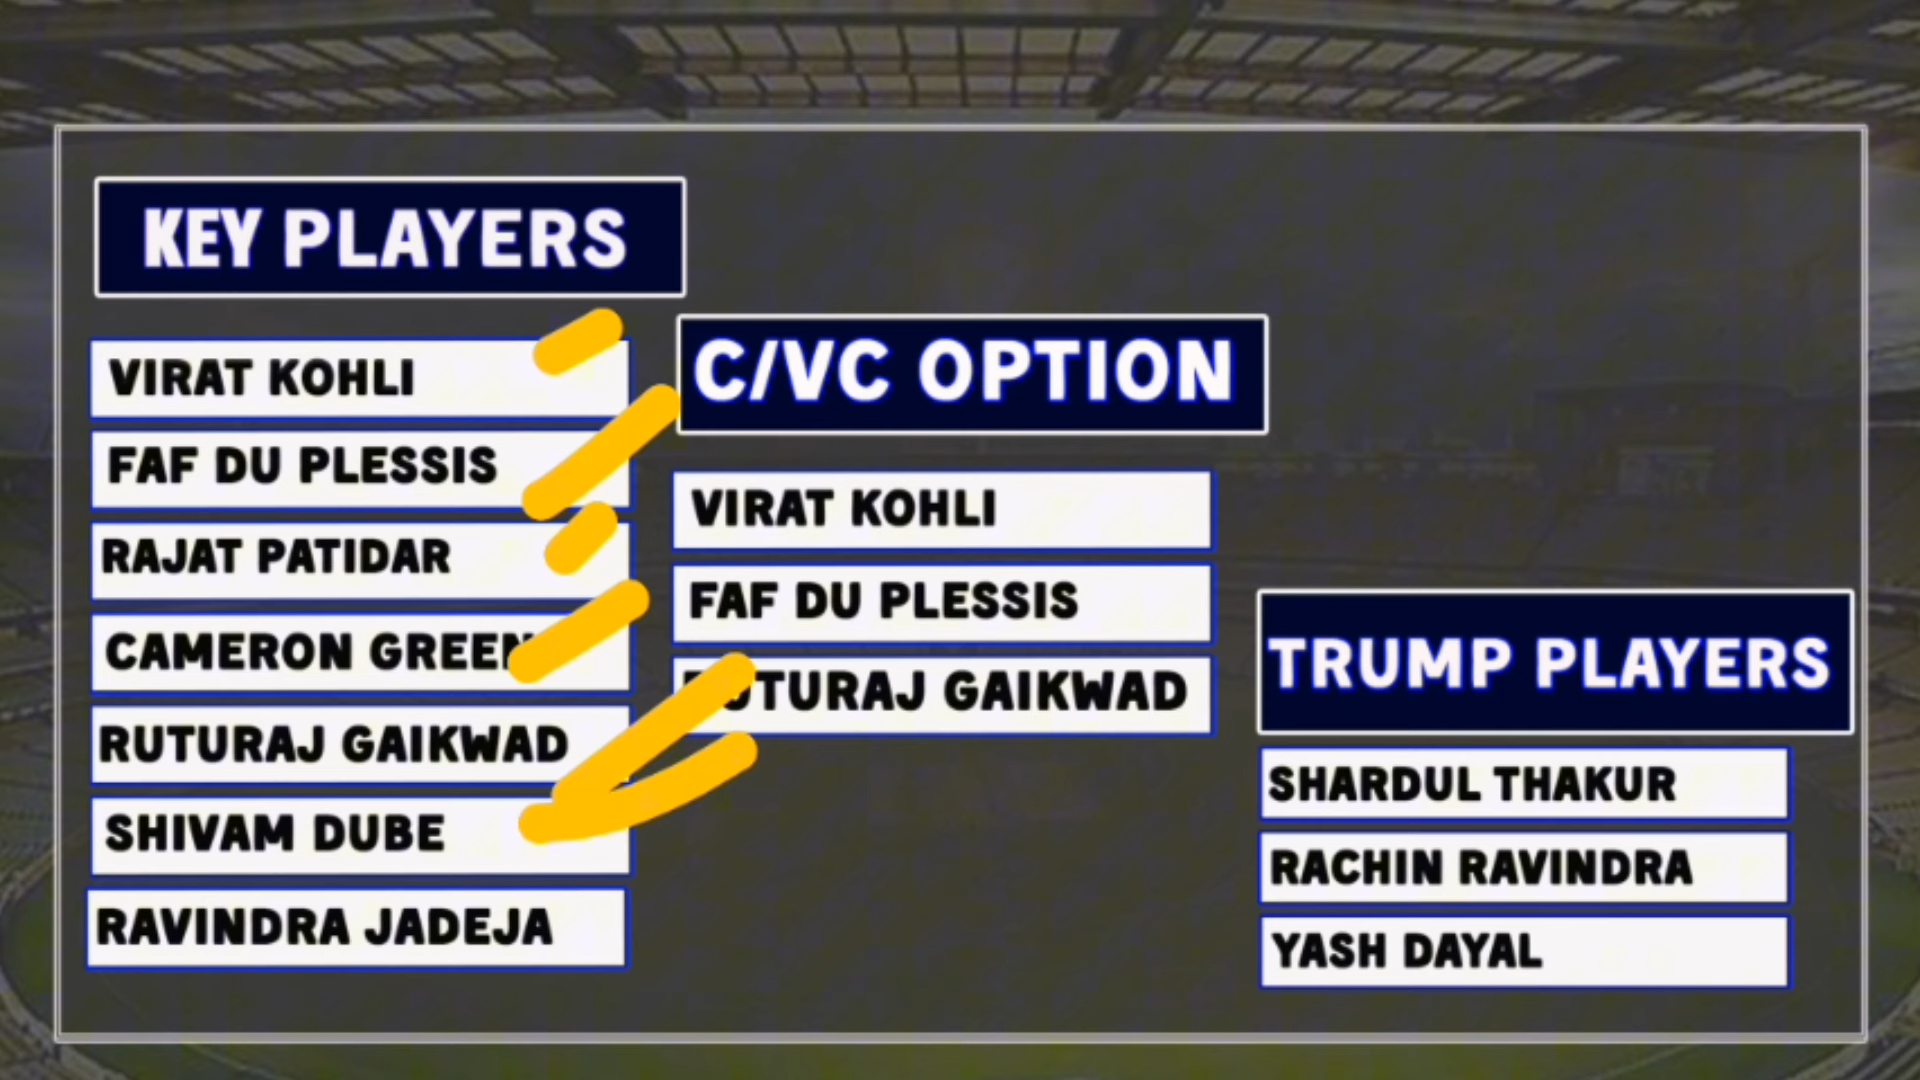 KEY PLAYERS
VIRAT KOHLI
FAF DU PLESSIS
RAJAT PATIDAR
CAMERON GREEN
RUTURAJ GAIKWAD
SHIVAM DUBE
RAVINDRA JADEJA
C/VC OPTION
VIRAT KOHLI
FAF DU PLESSIS
RUTURAJ GAIKWAD
TRUMP PLAYERS
SHARDUL THAKUR
RACHIN RAVINDRA
YASH DAYAL